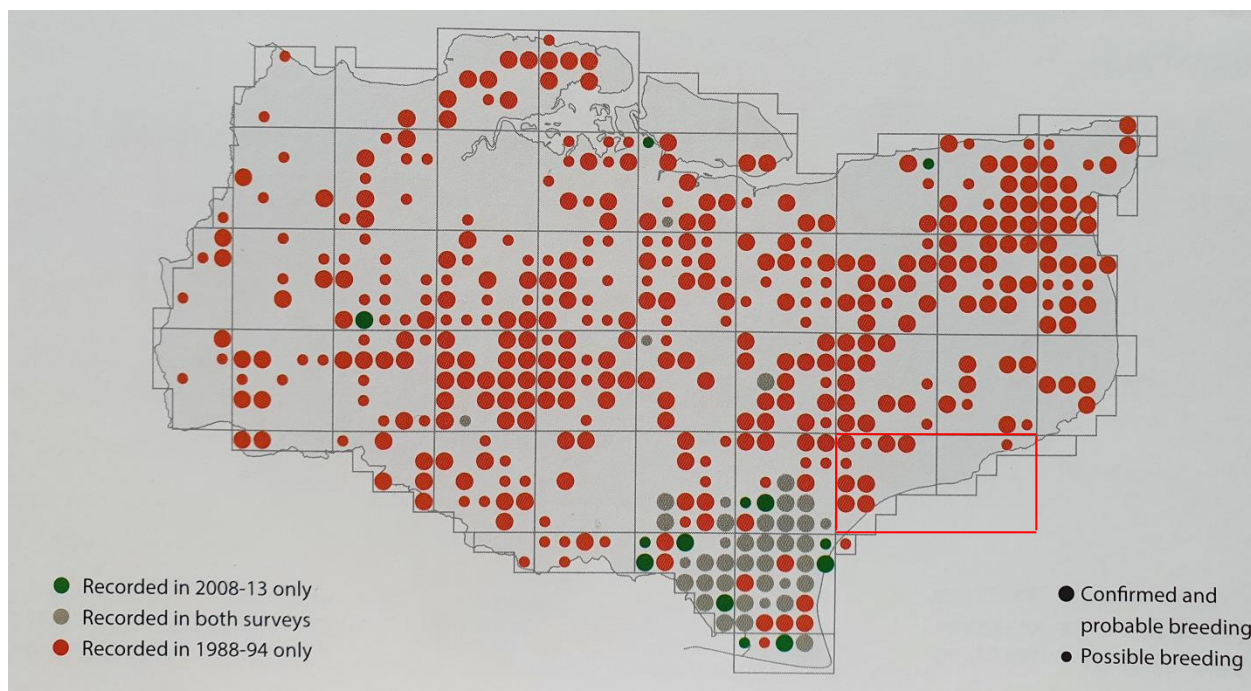 Recorded in 2008-13 only
Recorded in both surveys
Recorded in 1988-94 only
Confirmed and
probable breeding
Possible breeding